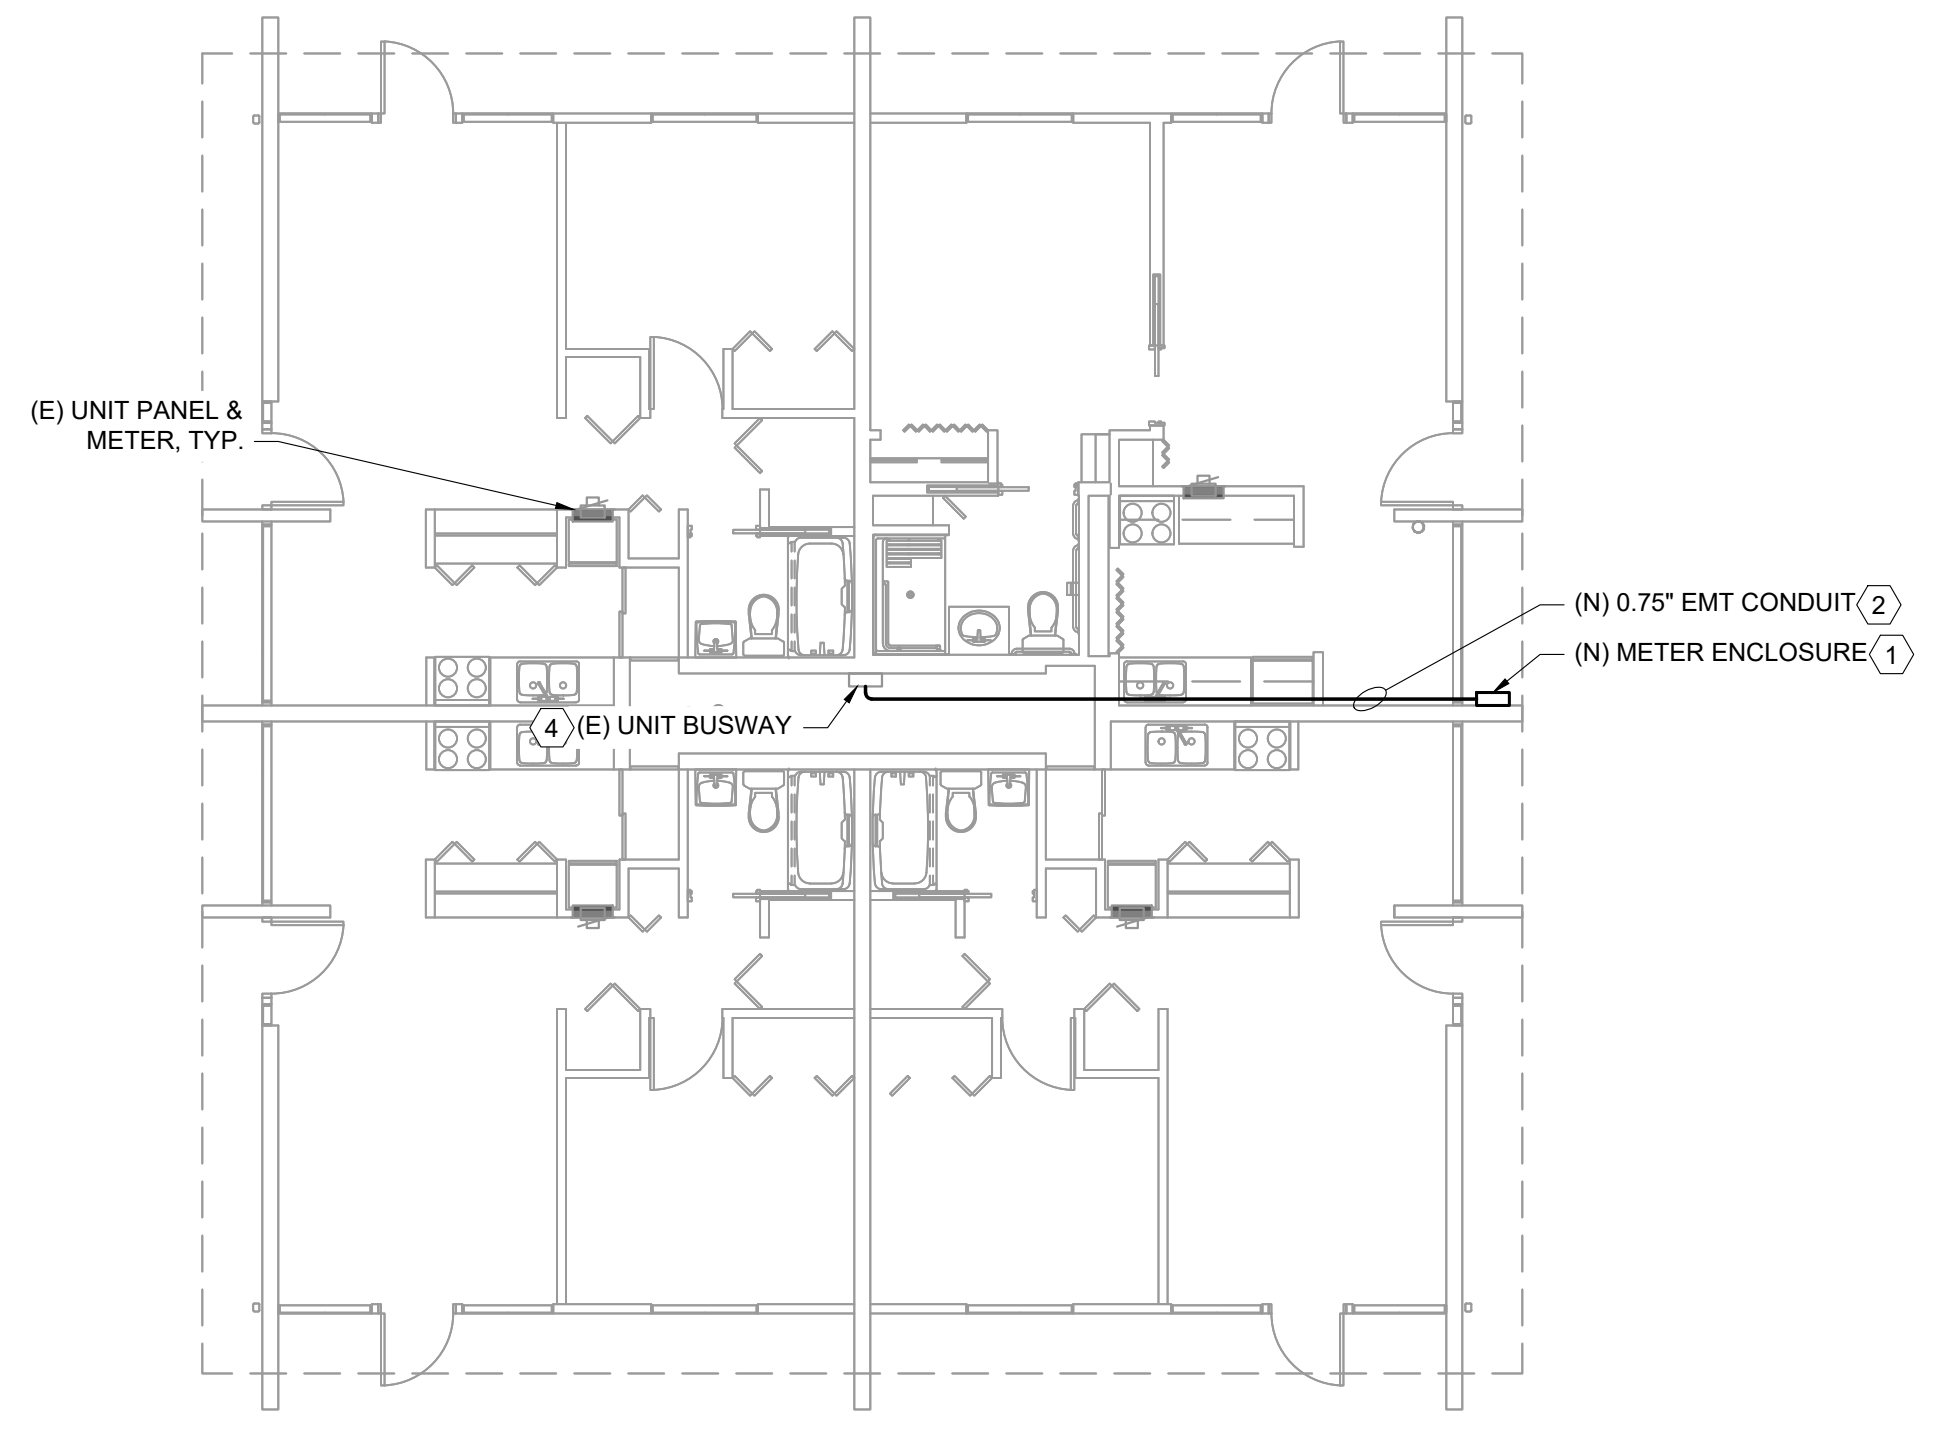 (E) UNIT PANEL &
METER, TYP.
(N) 0.75" EMT CONDUIT 2
(N) METER ENCLOSURE 1
4 (E) UNIT BUSWAY